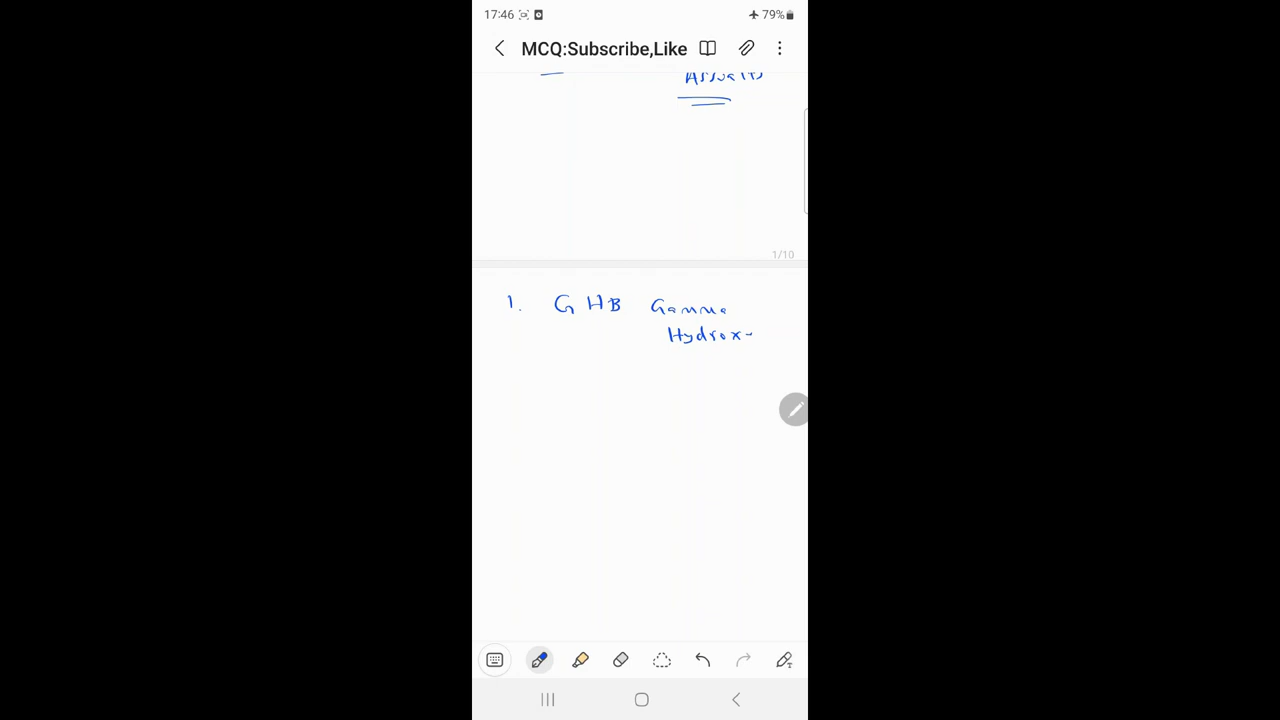 17:46 79%
MCQ:Subscribe,Like
1/10
1. GHB Gamma
Hydrox-